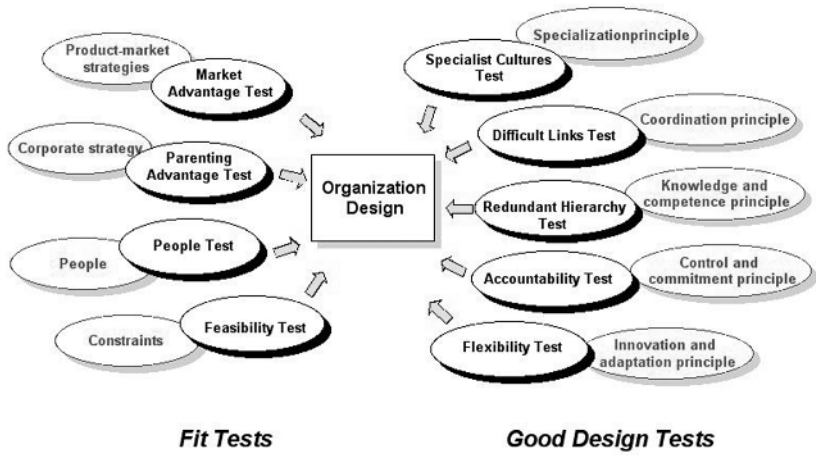 Product-market
strategies
Market
Advantage Test
Corporate strategy
Parenting
Advantage Test
People
People Test
Constraints
Feasibility Test
Organization
Design
Specializationprinciple
Specialist Cultures
Test
Coordination principle
Difficult Links Test
Knowledge and
competence principle
Redundant Hierarchy
Test
Control and
commitment principle
Accountability Test
Innovation and
adaptation principle
Flexibility Test
Fit Tests
Good Design Tests